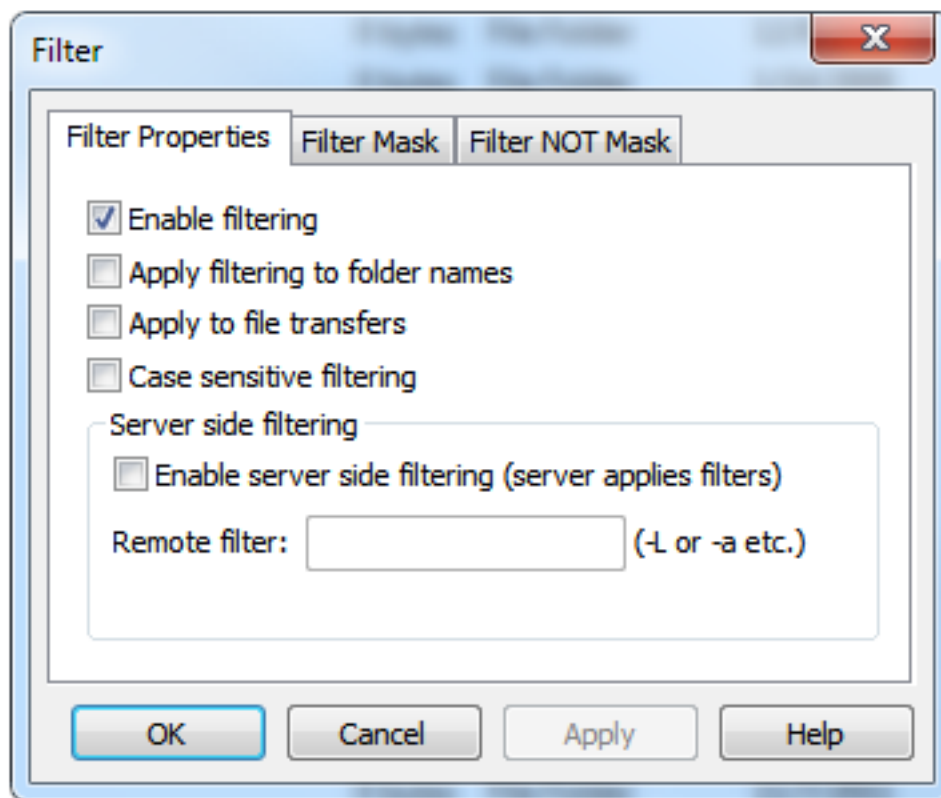 Filter
Filter Properties
Filter Mask
Filter NOT Mask
Enable filtering
Apply filtering to folder names
Apply to file transfers
Case sensitive filtering
Server side filtering
Enable server side filtering (server applies filters)
Remote filter: (-L or -a etc.)
OK
Cancel
Apply
Help